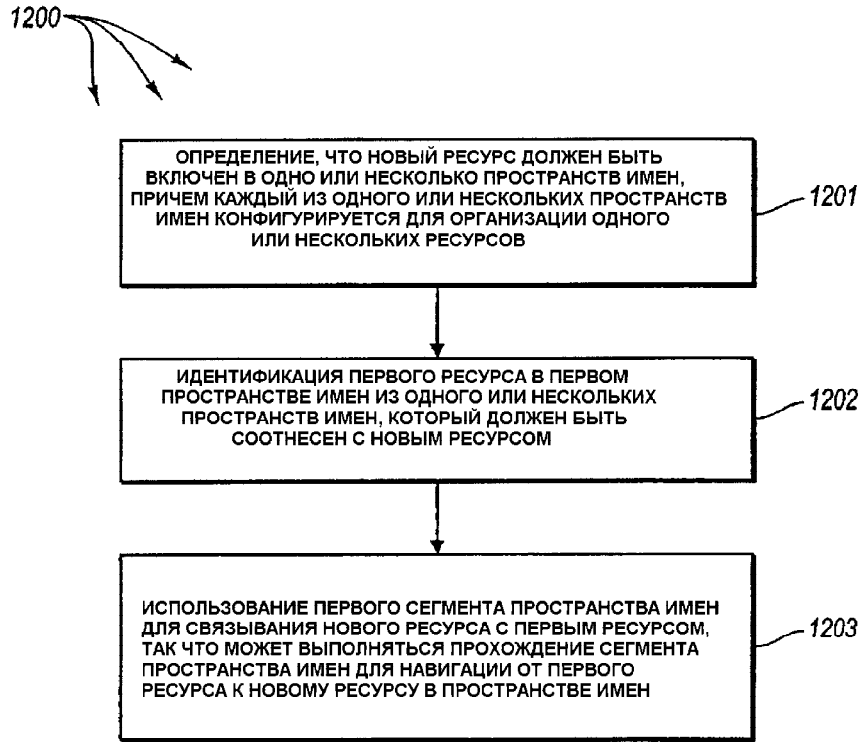 1200
ОПРЕДЕЛЕНИЕ, ЧТО НОВЫЙ РЕСУРС ДОЛЖЕН БЫТЬ
ВКЛЮЧЕН В ОДНО ИЛИ НЕСКОЛЬКО ПРОСТРАНСТВ ИМЕН,
ПРИЧЕМ КАЖДЫЙ ИЗ ОДНОГО ИЛИ НЕСКОЛЬКИХ ПРОСТРАНСТВ
ИМЕН КОНФИГУРИРУЕТСЯ ДЛЯ ОРГАНИЗАЦИИ ОДНОГО
ИЛИ НЕСКОЛЬКИХ РЕСУРСОВ
1201
ИДЕНТИФИКАЦИЯ ПЕРВОГО РЕСУРСА В ПЕРВОМ
ПРОСТРАНСТВЕ ИМЕН ИЗ ОДНОГО ИЛИ НЕСКОЛЬКИХ
ПРОСТРАНСТВ ИМЕН, КОТОРЫЙ ДОЛЖЕН БЫТЬ
СООТНЕСЕН С НОВЫМ РЕСУРСОМ
1202
ИСПОЛЬЗОВАНИЕ ПЕРВОГО СЕГМЕНТА ПРОСТРАНСТВА ИМЕН
ДЛЯ СВЯЗЫВАНИЯ НОВОГО РЕСУРСА С ПЕРВЫМ РЕСУРСОМ,
ТАК ЧТО МОЖЕТ ВЫПОЛНЯТЬСЯ ПРОХОЖДЕНИЕ СЕГМЕНТА
ПРОСТРАНСТВА ИМЕН ДЛЯ НАВИГАЦИИ ОТ ПЕРВОГО
РЕСУРСА К НОВОМУ РЕСУРСУ В ПРОСТРАНСТВЕ ИМЕН
1203